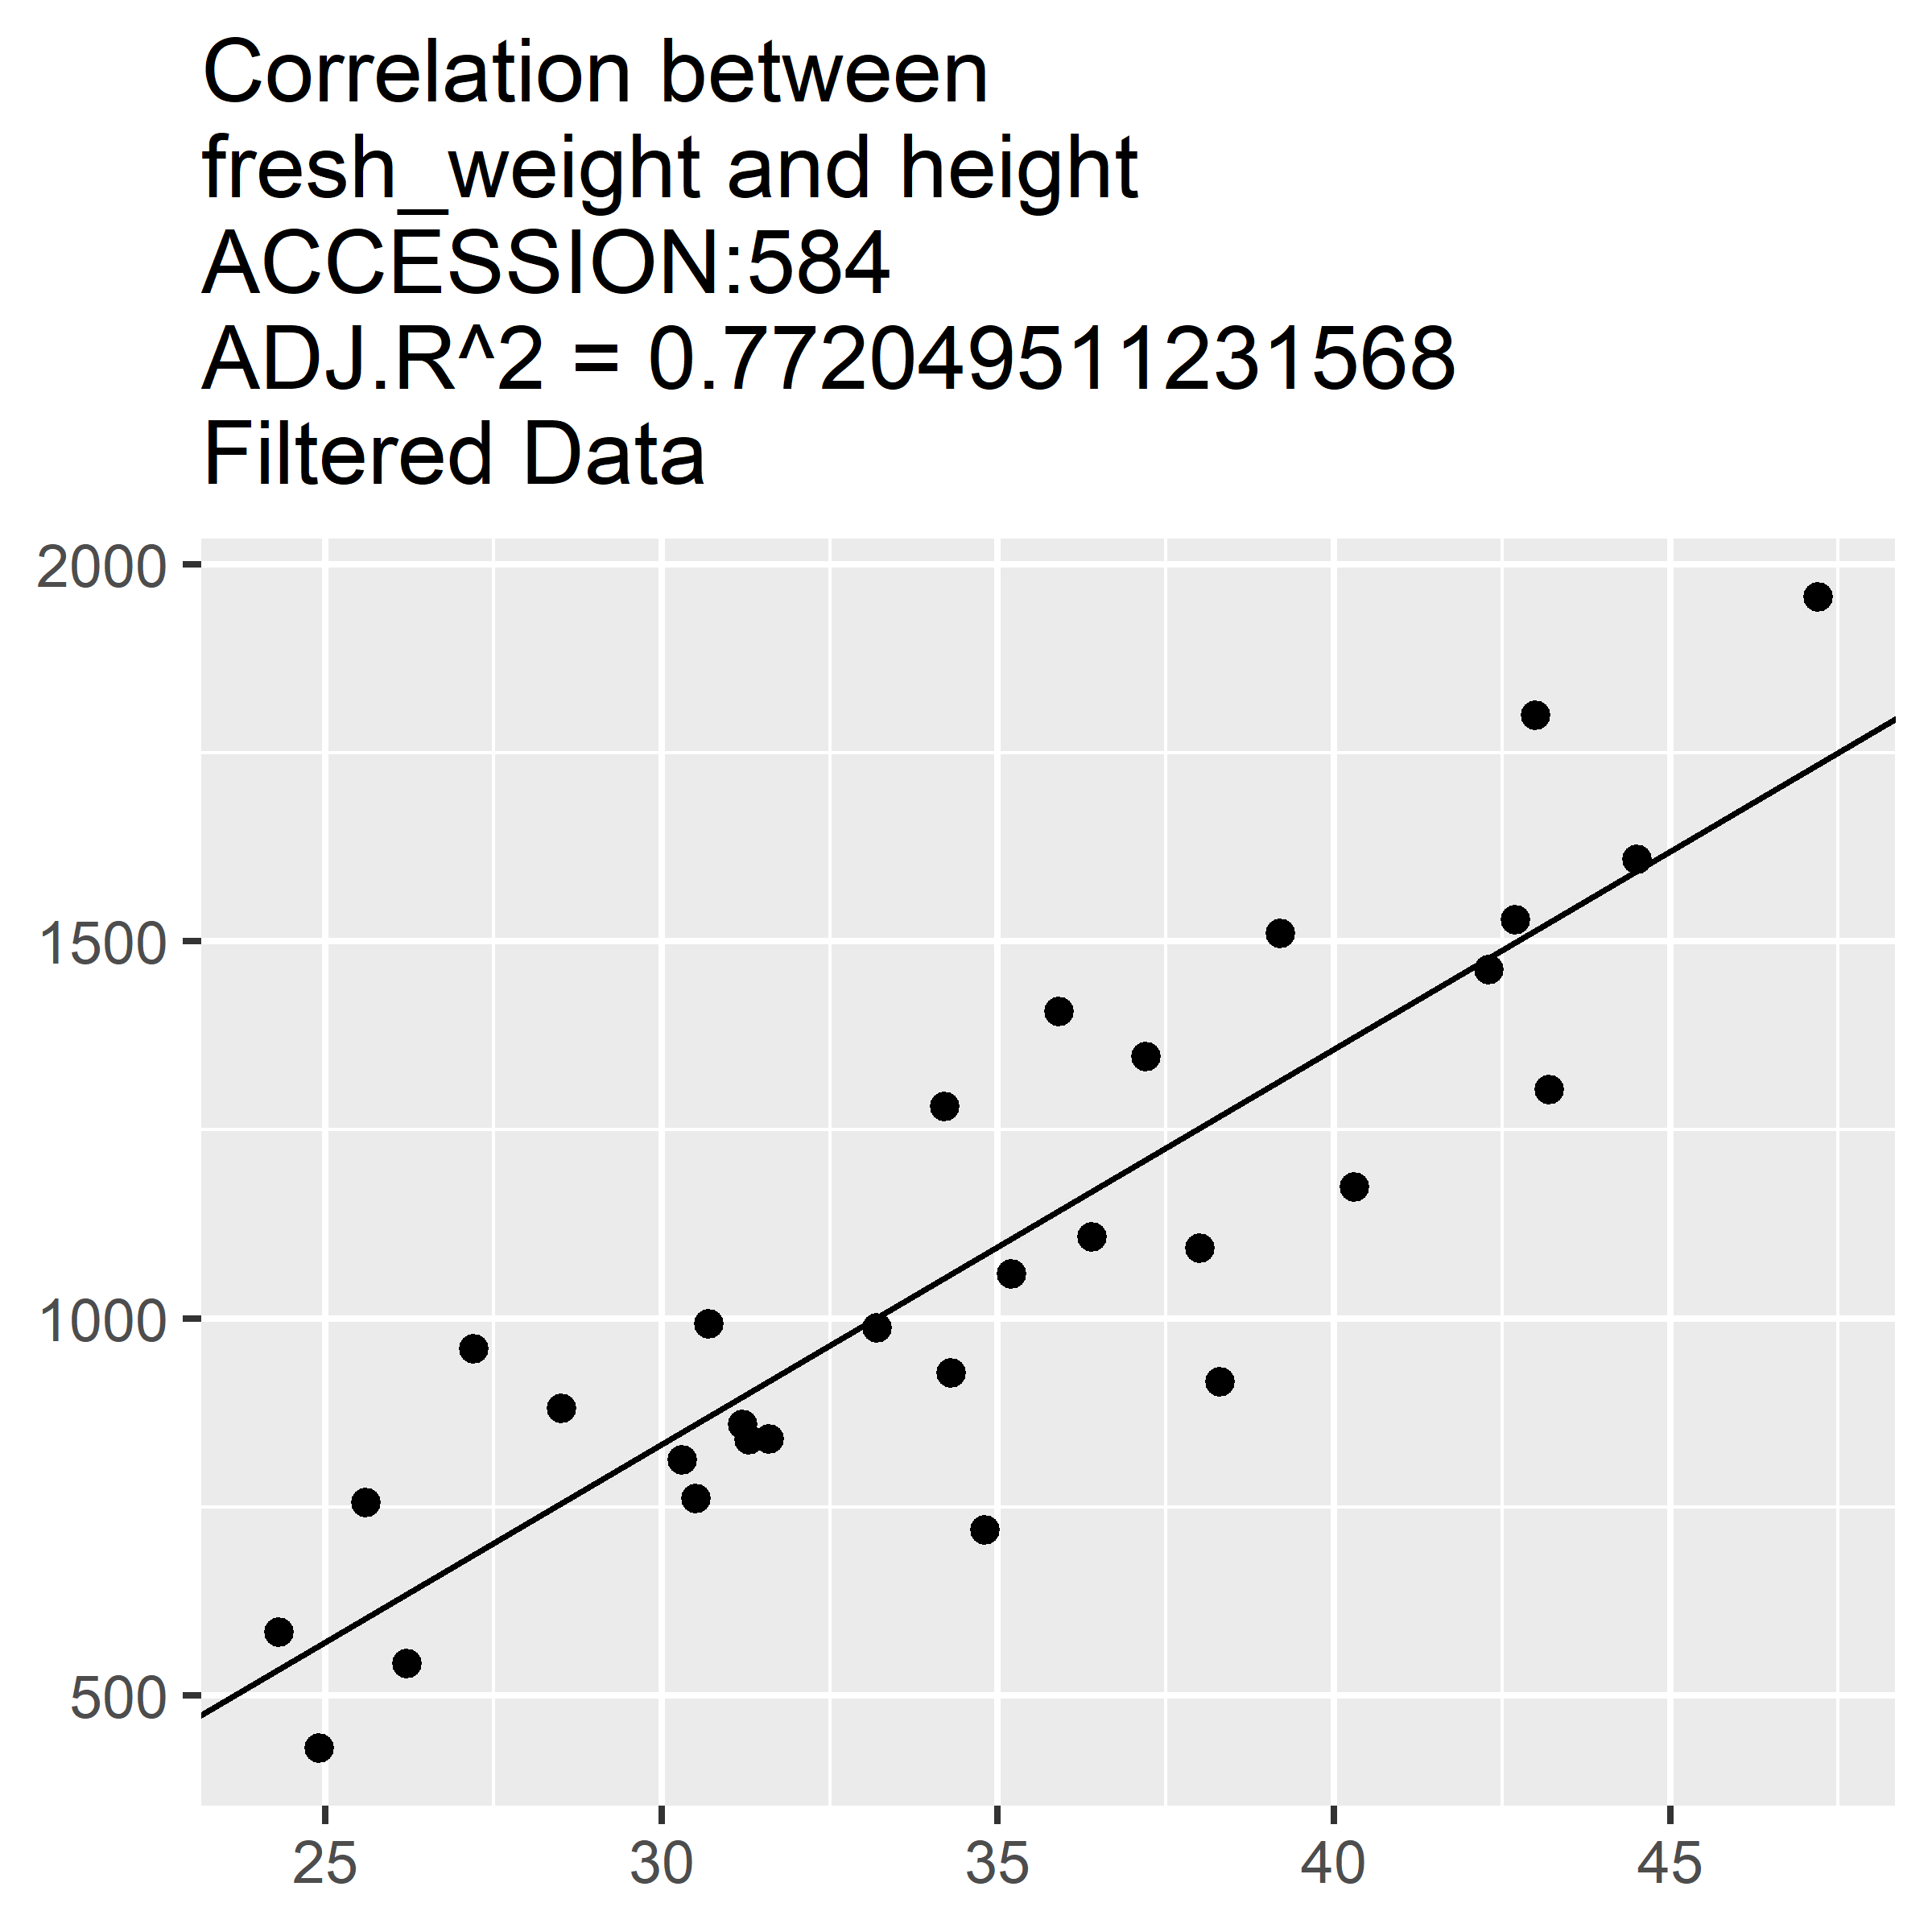 Correlation between
fresh_weight and height
ACCESSION:584
ADJ.R^2 = 0.772049511231568
Filtered Data
2000
1500
1000
500
25 30 35 40 45